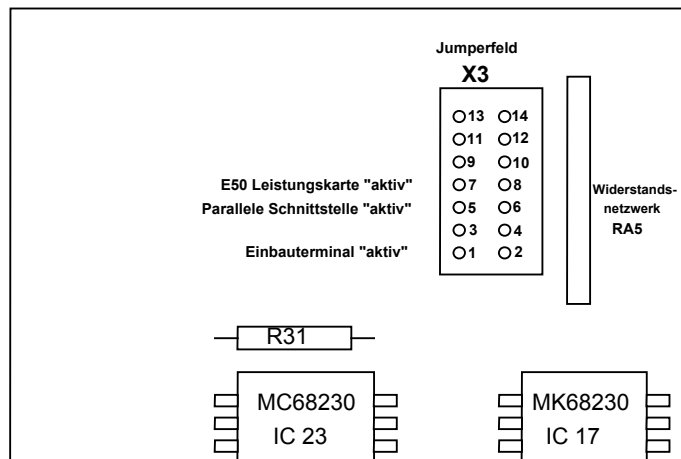 Jumperfeld
X3
13 14
11 12
9 10
E50 Leistungskarte "aktiv" 7 8
Parallele Schnittstelle "aktiv" 5 6
3 4
Einbauterminal "aktiv" 1 2
Widerstands-
netzwerk
RA5
R31
MC68230
IC 23
MK68230
IC 17